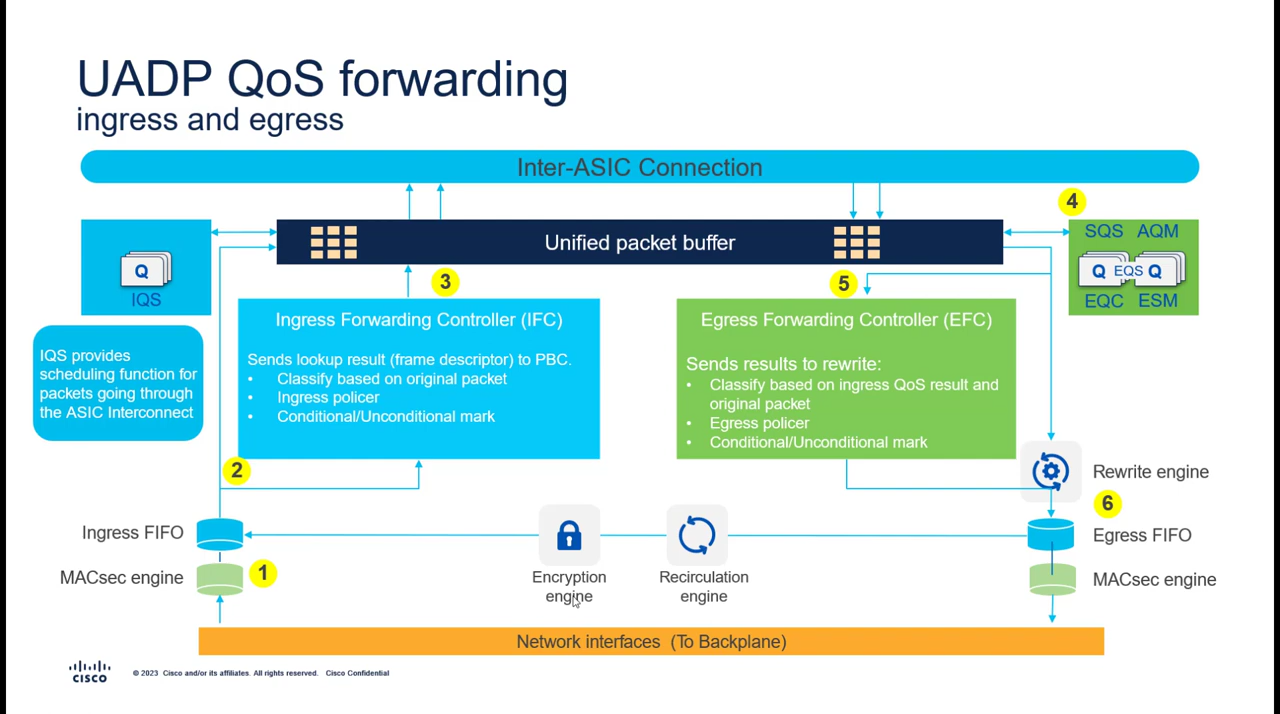 UADP QoS forwarding
ingress and egress
Inter-ASIC Connection
4
SQS AQM
Unified packet buffer
Q
IQS
Q EQS Q
EQC ESM
3
5
Ingress Forwarding Controller (IFC)
Sends lookup result (frame descriptor) to PBC.
• Classify based on original packet
• Ingress policer
• Conditional/Unconditional mark
Egress Forwarding Controller (EFC)
Sends results to rewrite:
• Classify based on ingress QoS result and
original packet
• Egress policer
• Conditional/Unconditional mark
IQS provides
scheduling function for
packets going through
the ASIC Interconnect
2
Rewrite engine
6
Ingress FIFO
Egress FIFO
MACsec engine
1
Encryption
engine
Recirculation
engine
MACsec engine
Network interfaces (To Backplane)
CISCO
© 2023 Cisco and/or its affiliates. All rights reserved. Cisco Confidential